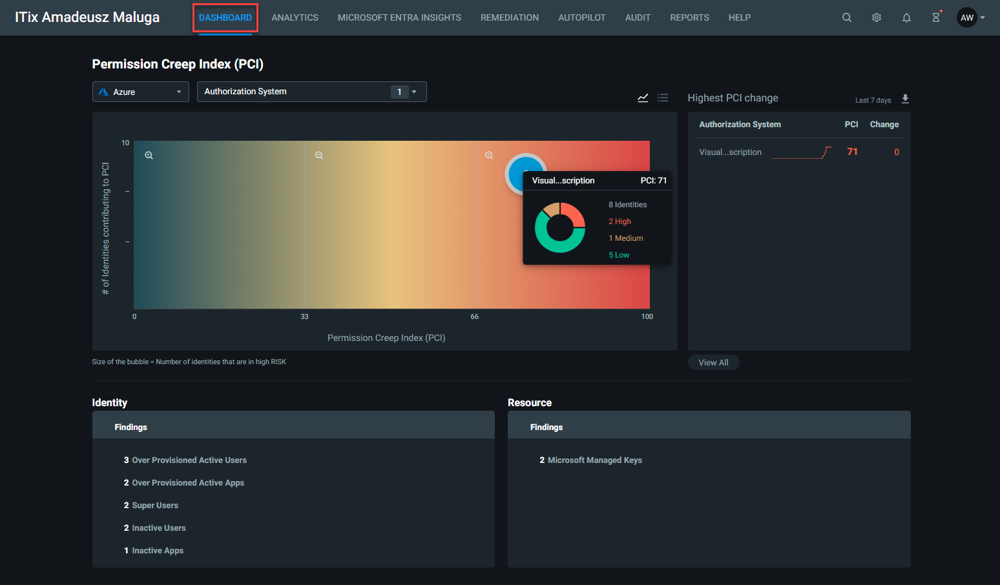 ITix Amadeusz Maluga
DASHBOARD ANALYTICS MICROSOFT ENTRA INSIGHTS REMEDIATION AUTOPILOT AUDIT REPORTS HELP
AW
Permission Creep Index (PCI)
Azure
Authorization System 1
Highest PCI change
Last 7 days
Authorization System PCI Change
Visual...scription 71 0
# of Identities contributing to PCI
10
Visual...scription PCI: 71
8 Identities
2 High
1 Medium
5 Low
0 33 66 100
Permission Creep Index (PCI)
Size of the bubble = Number of identities that are in high RISK
View All
Identity
Findings
3 Over Provisioned Active Users
2 Over Provisioned Active Apps
2 Super Users
2 Inactive Users
1 Inactive Apps
Resource
Findings
2 Microsoft Managed Keys